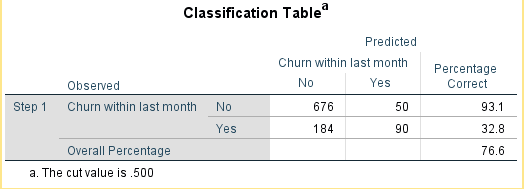 Classification Tableᵃ
Predicted
Churn within last month Percentage Correct
Observed No Yes
Step 1 Churn within last month No 676 50 93.1
Yes 184 90 32.8
Overall Percentage 76.6
a. The cut value is .500